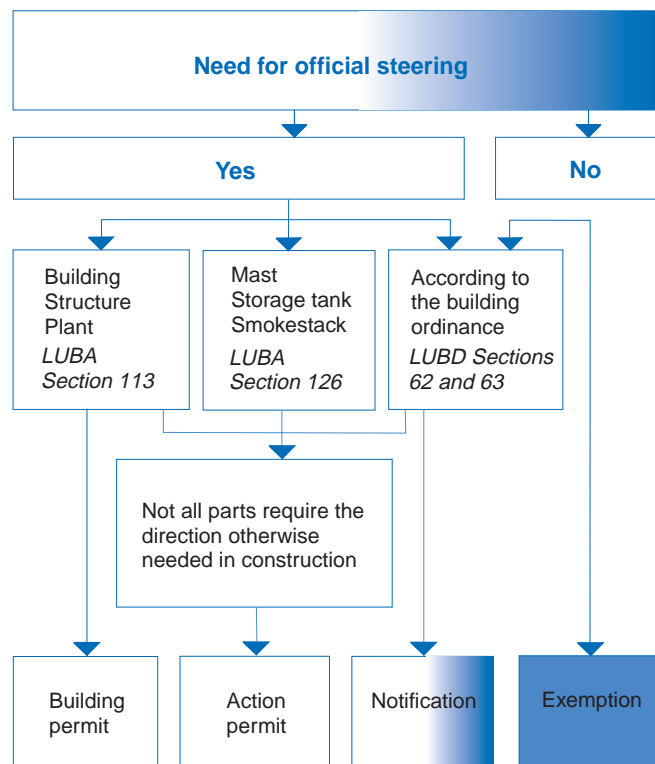 Need for official steering
Yes
No
Building
Structure
Plant
LUBA
Section 113
Mast
Storage tank
Smokestack
LUBA
Section 126
According to
the building
ordinance
LUBD Sections
62 and 63
Not all parts require the
direction otherwise
needed in construction
Building
permit
Action
permit
Notification
Exemption